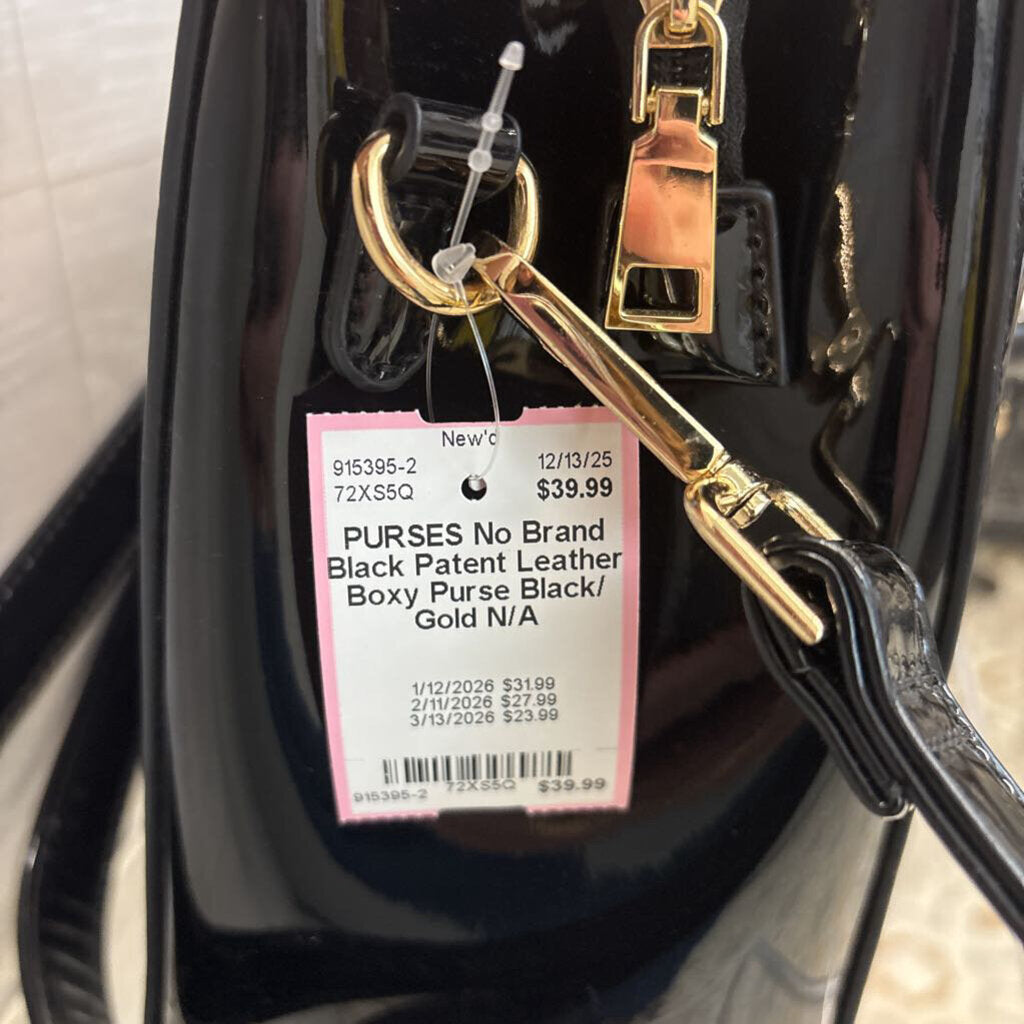 New'd
915395-2 12/13/25
72XS5Q $39.99
PURSES No Brand
Black Patent Leather
Boxy Purse Black/
Gold N/A
1/12/2026 $31.99
2/11/2026 $27.99
3/13/2026 $23.99
915395-2 72XS5Q $39.99